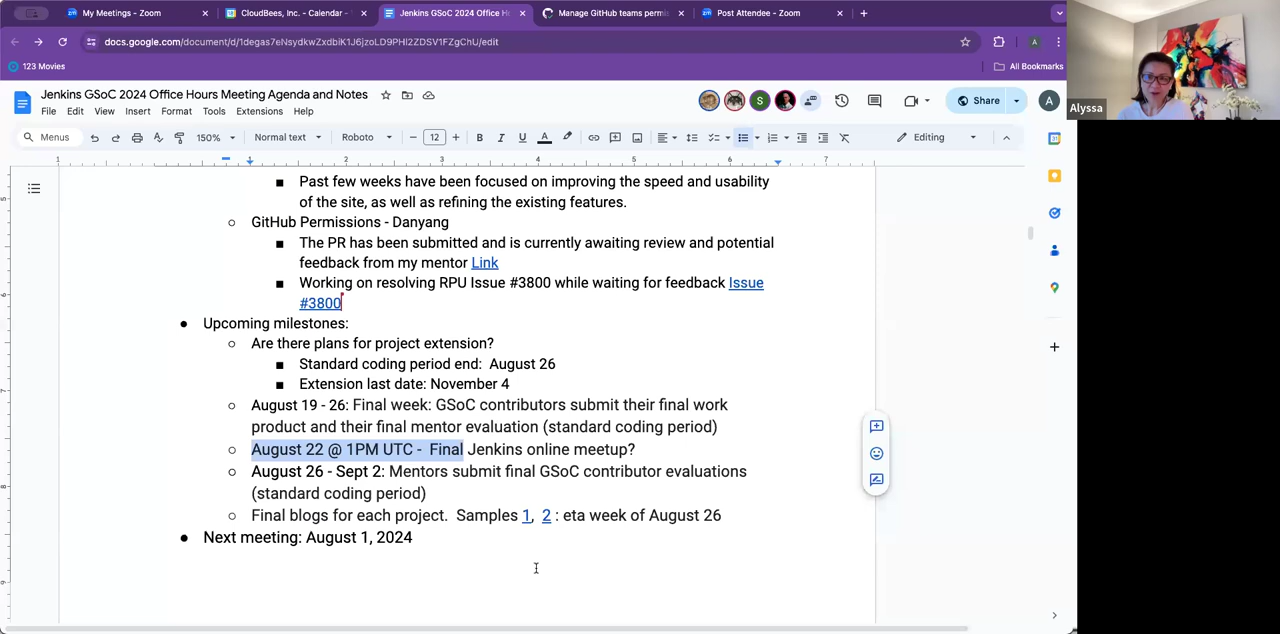 My Meetings - Zoom
CloudBees, Inc. - Calendar -
Jenkins GSoC 2024 Office H
Manage GitHub teams permi
Post Attendee - Zoom
docs.google.com/document/d/1degas7eNsydkwZxdbiK1J6jzoLD9PHI2ZDSV1FZgChU/edit
123 Movies
All Bookmarks
Jenkins GSoC 2024 Office Hours Meeting Agenda and Notes
File Edit View Insert Format Tools Extensions Help
S
Share
A
Alyssa
Menus
150%
Normal text
Roboto
12
B I U A
Editing
1 1 2 3 4 5 6 7
Past few weeks have been focused on improving the speed and usability
of the site, as well as refining the existing features.
GitHub Permissions - Danyang
The PR has been submitted and is currently awaiting review and potential
feedback from my mentor Link
Working on resolving RPU Issue #3800 while waiting for feedback Issue
#3800
Upcoming milestones:
Are there plans for project extension?
Standard coding period end: August 26
Extension last date: November 4
August 19 - 26: Final week: GSoC contributors submit their final work
product and their final mentor evaluation (standard coding period)
August 22 @ 1PM UTC - Final Jenkins online meetup?
August 26 - Sept 2: Mentors submit final GSoC contributor evaluations
(standard coding period)
Final blogs for each project. Samples 1, 2 : eta week of August 26
Next meeting: August 1, 2024